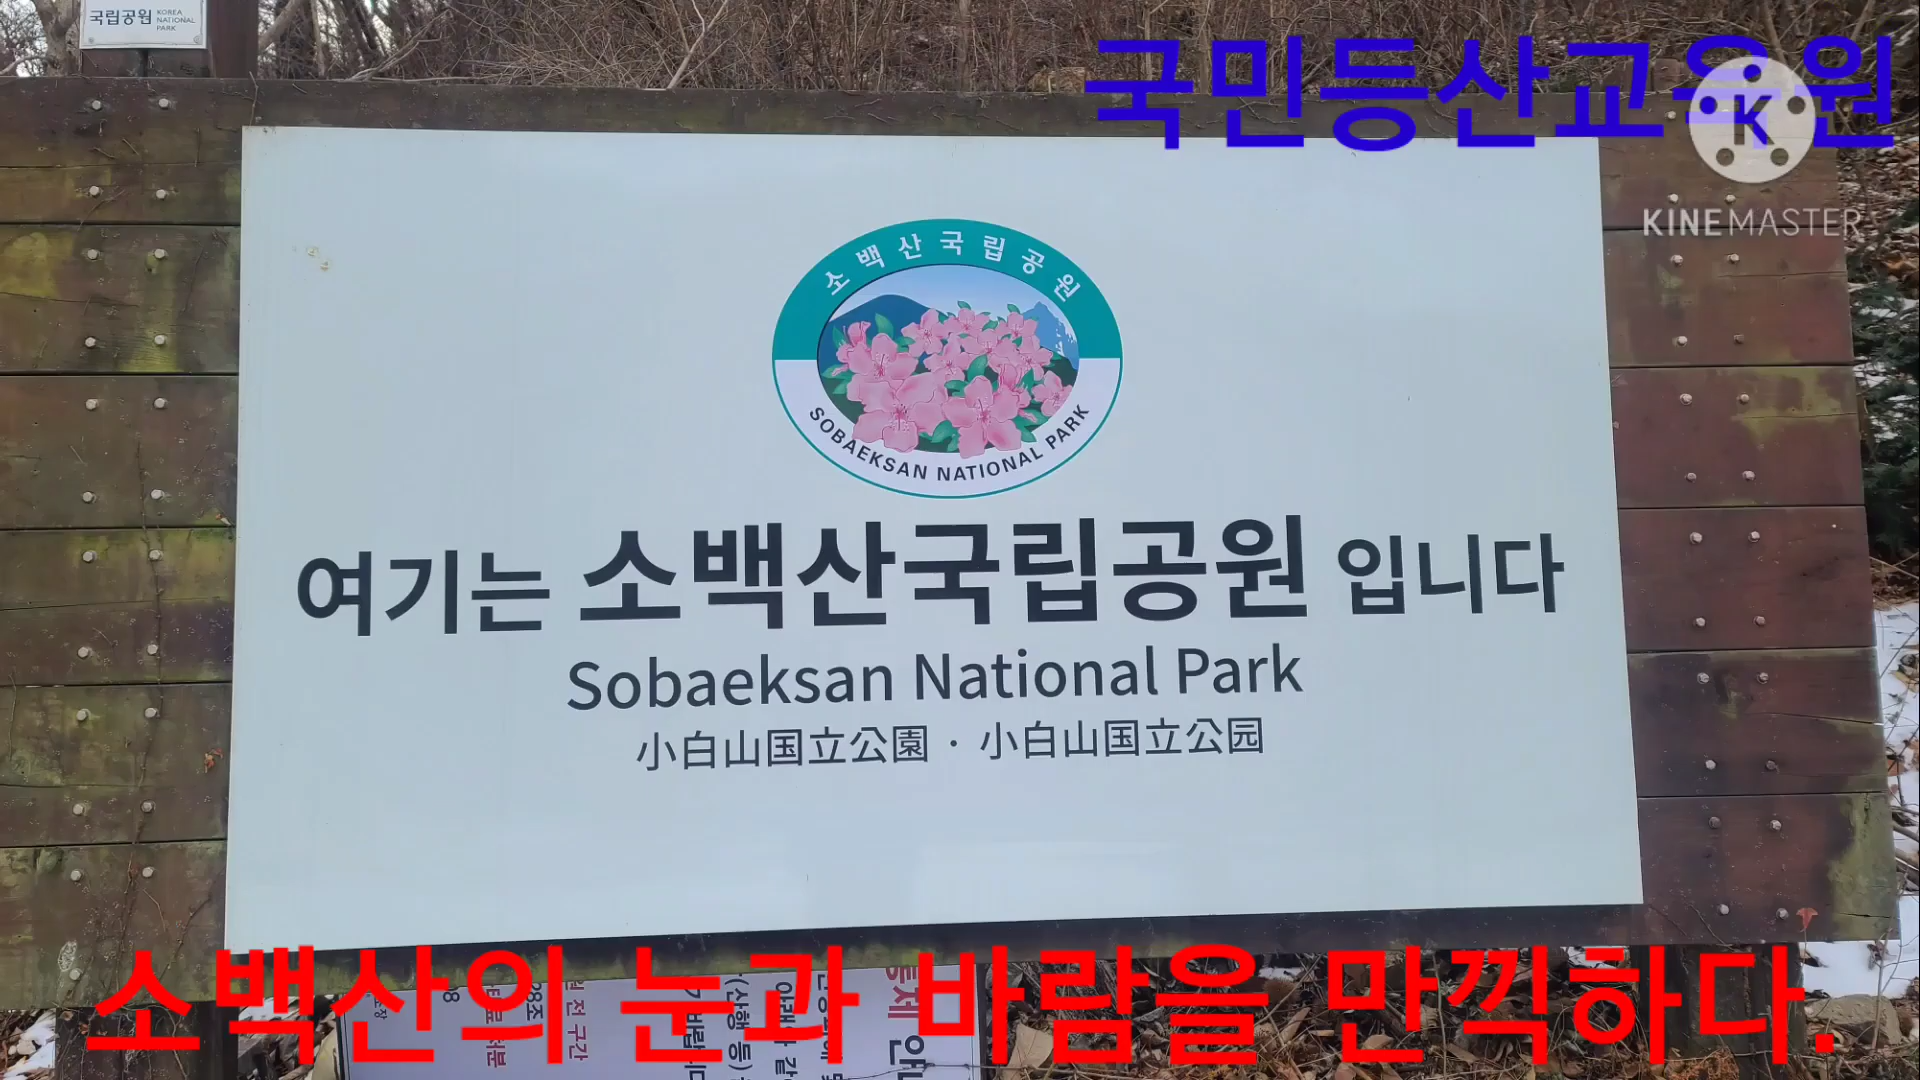 국립공원 KOREA
NATIONAL
PARK
국민등산교육원
K
KINEMASTER
소백산국립공원
SOBAEKSAN NATIONAL PARK
여기는 소백산국립공원 입니다
Sobaeksan National Park
小白山国立公園 · 小白山国立公园
소백산의 눈과 바람을 만끽하다.